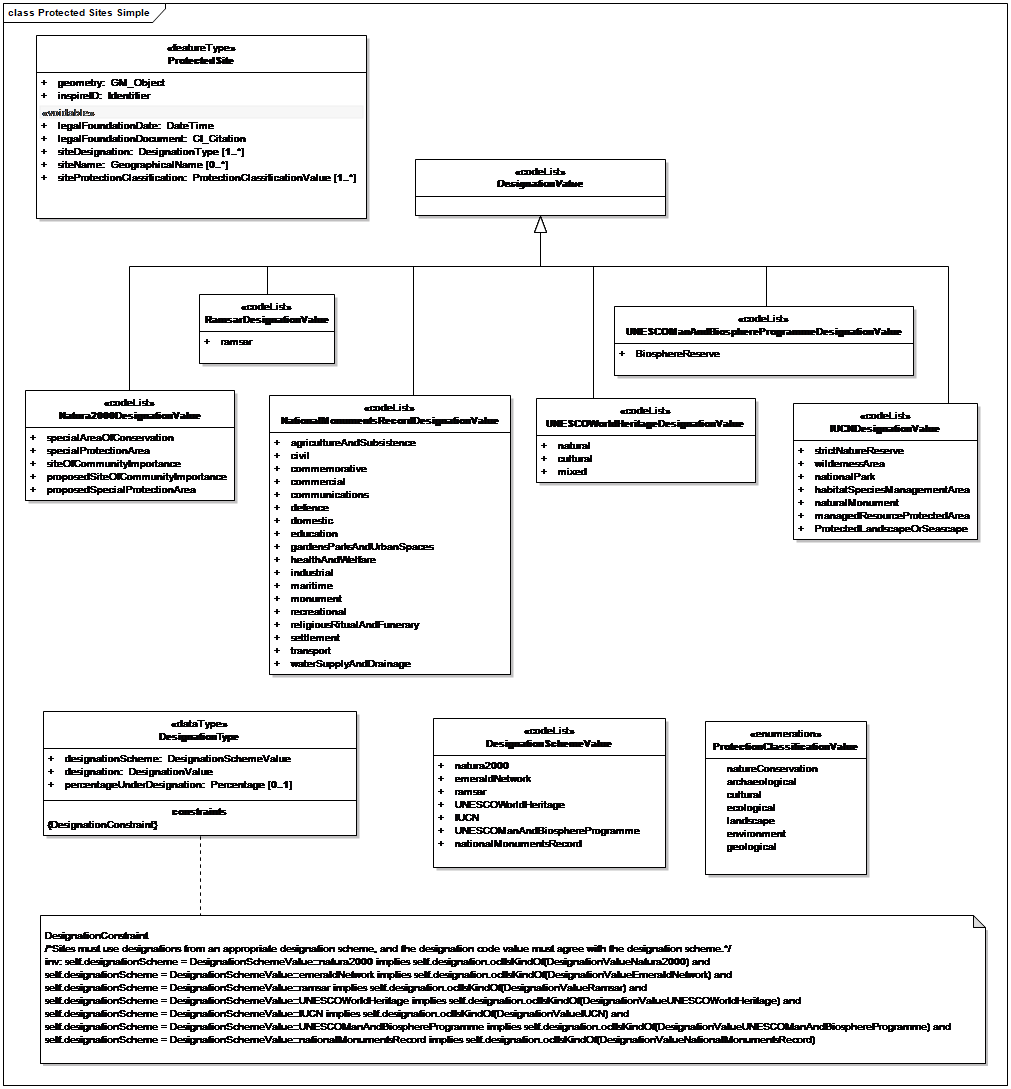 class Protected Sites Simple
«featureType»
ProtectedSite
+ geometry: GM_Object
+ inspireID: Identifier
«voidable»
+ legalFoundationDate: DateTime
+ legalFoundationDocument: CI_Citation
+ siteDesignation: DesignationType [1..*]
+ siteName: GeographicalName [0..*]
+ siteProtectionClassification: ProtectionClassificationValue [1..*]
«codeList»
DesignationValue
«codeList»
RamsarDesignationValue
+ ramsar
«codeList»
UNESCOManAndBiosphereProgrammeDesignationValue
+ BiosphereReserve
«codeList»
Natura2000DesignationValue
+ specialAreaOfConservation
+ specialProtectionArea
+ siteOfCommunityImportance
+ proposedSiteOfCommunityImportance
+ proposedSpecialProtectionArea
«codeList»
NationalMonumentsRecordDesignationValue
+ agricultureAndSubsistence
+ civil
+ commemorative
+ commercial
+ communications
+ defence
+ domestic
+ education
+ gardensParksAndUrbanSpaces
+ healthAndWelfare
+ industrial
+ maritime
+ monument
+ recreational
+ religiousRitualAndFunerary
+ settlement
+ transport
+ waterSupplyAndDrainage
«codeList»
UNESCOWorldHeritageDesignationValue
+ natural
+ cultural
+ mixed
«codeList»
IUCNDesignationValue
+ strictNatureReserve
+ wildernessArea
+ nationalPark
+ habitatSpeciesManagementArea
+ naturalMonument
+ managedResourceProtectedArea
+ ProtectedLandscapeOrSeascape
«dataType»
DesignationType
+ designationScheme: DesignationSchemeValue
+ designation: DesignationValue
+ percentageUnderDesignation: Percentage [0..1]
constraints
{DesignationConstraint}
«codeList»
DesignationSchemeValue
+ natura2000
+ emeraldNetwork
+ ramsar
+ UNESCOWorldHeritage
+ IUCN
+ UNESCOManAndBiosphereProgramme
+ nationalMonumentsRecord
«enumeration»
ProtectionClassificationValue
natureConservation
archaeological
cultural
ecological
landscape
environment
geological
DesignationConstraint
/*Sites must use designations from an appropriate designation scheme, and the designation code value must agree with the designation scheme.*/
inv: self.designationScheme = DesignationSchemeValue::natura2000 implies self.designation.oclIsKindOf(DesignationValueNatura2000) and
self.designationScheme = DesignationSchemeValue::emeraldNetwork implies self.designation.oclIsKindOf(DesignationValueEmeraldNetwork) and
self.designationScheme = DesignationSchemeValue::ramsar implies self.designation.oclIsKindOf(DesignationValueRamsar) and
self.designationScheme = DesignationSchemeValue::UNESCOWorldHeritage implies self.designation.oclIsKindOf(DesignationValueUNESCOWorldHeritage) and
self.designationScheme = DesignationSchemeValue::IUCN implies self.designation.oclIsKindOf(DesignationValueIUCN) and
self.designationScheme = DesignationSchemeValue::UNESCOManAndBiosphereProgramme implies self.designation.oclIsKindOf(DesignationValueUNESCOManAndBiosphereProgramme) and
self.designationScheme = DesignationSchemeValue::nationalMonumentsRecord implies self.designation.oclIsKindOf(DesignationValueNationalMonumentsRecord)